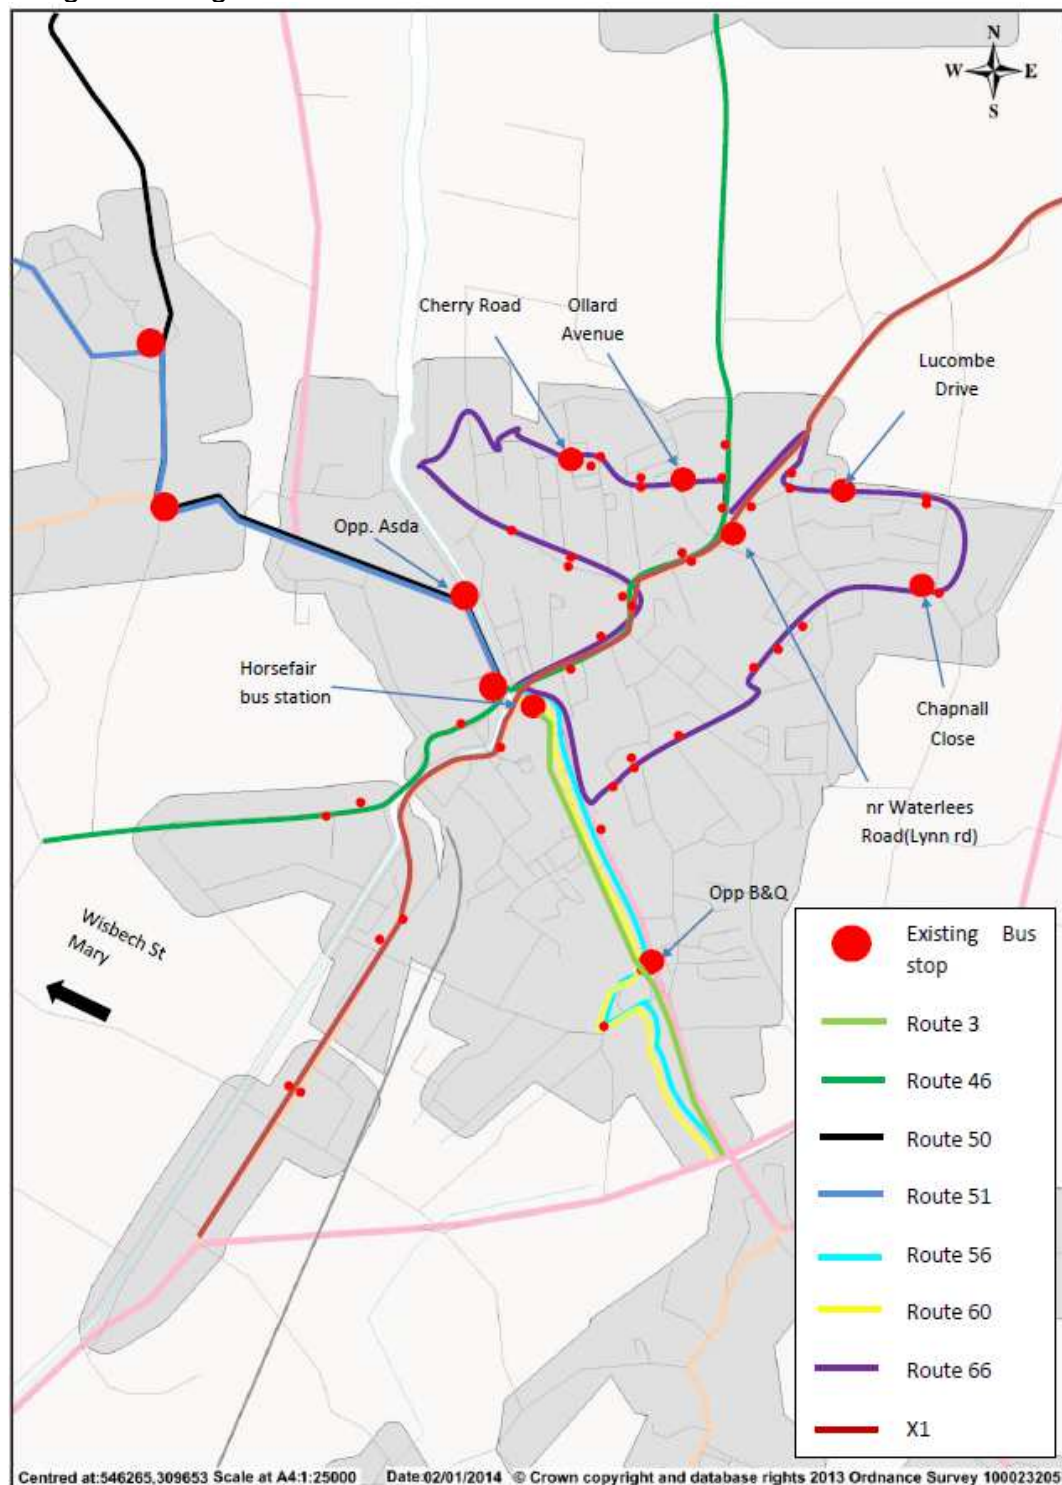 N
W E
S
Cherry Road
Ollard
Avenue
Lucombe
Drive
Opp. Asda
Horsefair
bus station
Chapnall
Close
nr Waterlees
Road(Lynn rd)
Opp B&Q
Wisbech St
Mary
Existing Bus
stop
Route 3
Route 46
Route 50
Route 51
Route 56
Route 60
Route 66
X1
Centred at:546265,309653 Scale at A4:1:25000 Date:02/01/2014 © Crown copyright and database rights 2013 Ordnance Survey 100023205